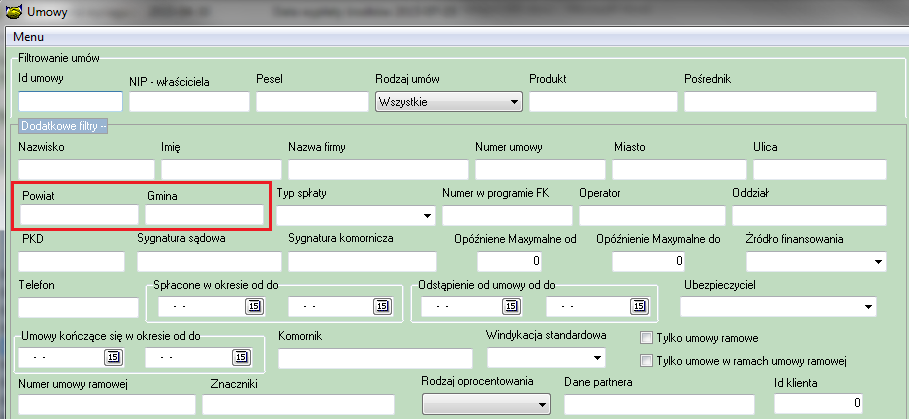 Umowy
Menu
Filtrowanie umów
Id umowy NIP - właściciela Pesel Rodzaj umów Produkt Pośrednik
Wszystkie
Dodatkowe filtry --
Nazwisko Imię Nazwa firmy Numer umowy Miasto Ulica
Powiat Gmina Typ spłaty Numer w programie FK Operator Oddział
PKD Sygnatura sądowa Sygnatura komornicza Opóźniene Maxymalne od Opóźnienie Maxymalne do Źródło finansowania
0 0
Telefon Spłacone w okresie od do Odstąpienie od umowy od do Ubezpieczyciel
- - 15 - - 15 - - 15 - - 15
Umowy kończące się w okresie od do Komornik Windykacja standardowa Tylko umowy ramowe
- - 15 - - 15 Tylko umowe w ramach umowy ramowej
Numer umowy ramowej Znaczniki Rodzaj oprocentowania Dane partnera Id klienta
0